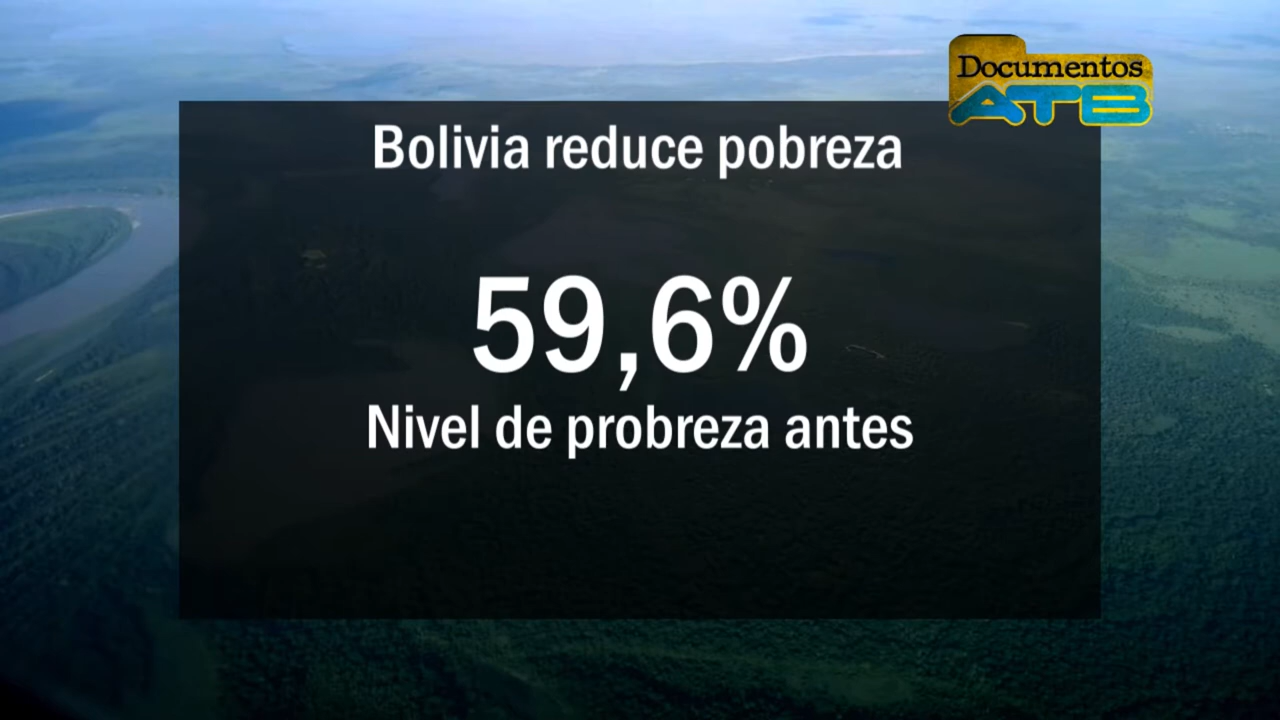 Documentos
ATB
Bolivia reduce pobreza
59,6%
Nivel de probreza antes